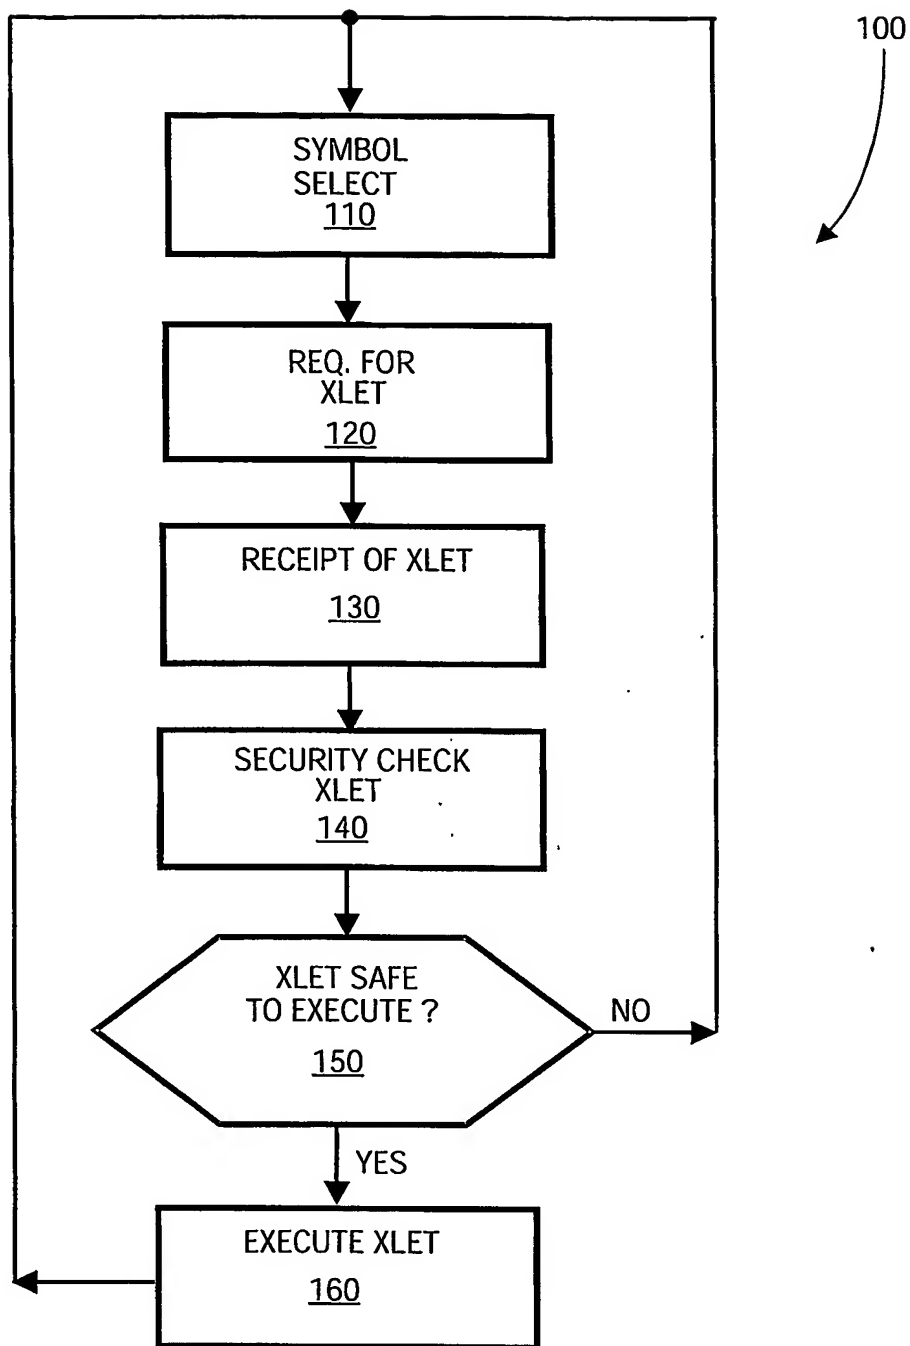 100
SYMBOL
SELECT
110
REQ. FOR
XLET
120
RECEIPT OF XLET
130
SECURITY CHECK
XLET
140
XLET SAFE
TO EXECUTE ?
150
NO
YES
EXECUTE XLET
160